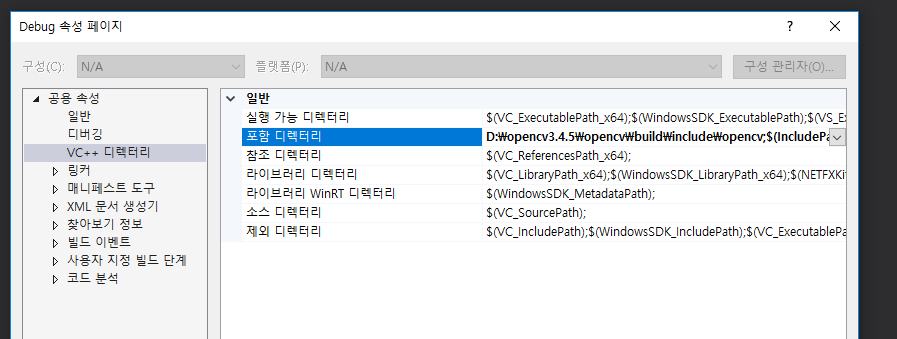 Debug 속성 페이지
? ×
구성(C): N/A 플랫폼(P): N/A 구성 관리자(O)...
공용 속성
일반
디버깅
VC++ 디렉터리
링커
매니페스트 도구
XML 문서 생성기
찾아보기 정보
빌드 이벤트
사용자 지정 빌드 단계
코드 분석
일반
실행 가능 디렉터리 $(VC_ExecutablePath_x64);$(WindowsSDK_ExecutablePath);$(VS_Ex
포함 디렉터리 D:₩opencv3.4.5₩opencv₩build₩include₩opencv;$(IncludePa
참조 디렉터리 $(VC_ReferencesPath_x64);
라이브러리 디렉터리 $(VC_LibraryPath_x64);$(WindowsSDK_LibraryPath_x64);$(NETFXKit
라이브러리 WinRT 디렉터리 $(WindowsSDK_MetadataPath);
소스 디렉터리 $(VC_SourcePath);
제외 디렉터리 $(VC_IncludePath);$(WindowsSDK_IncludePath);$(VC_ExecutablePa